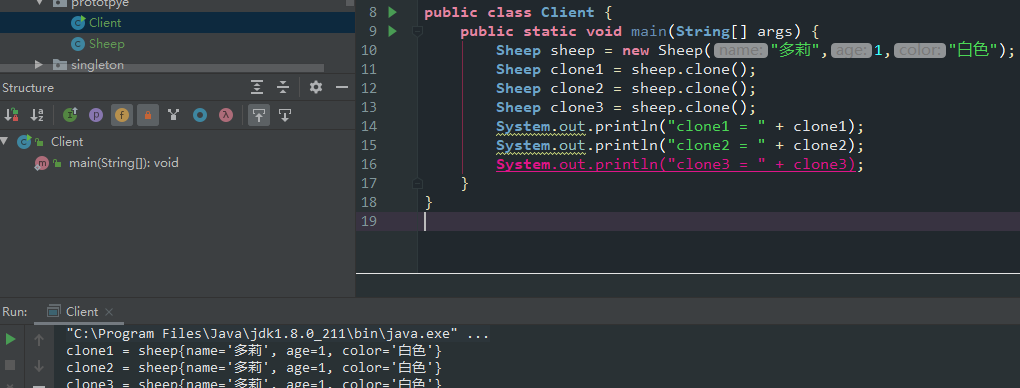 prototpye
Client
Sheep
singleton
Structure
Client
main(String[]): void
8 public class Client {
9 public static void main(String[] args) {
10 Sheep sheep = new Sheep( name: "多莉", age: 1, color: "白色");
11 Sheep clone1 = sheep.clone();
12 Sheep clone2 = sheep.clone();
13 Sheep clone3 = sheep.clone();
14 System.out.println("clone1 = " + clone1);
15 System.out.println("clone2 = " + clone2);
16 System.out.println("clone3 = " + clone3);
17 }
18 }
19
Run: Client
"C:\Program Files\Java\jdk1.8.0_211\bin\java.exe" ...
clone1 = sheep{name='多莉', age=1, color='白色'}
clone2 = sheep{name='多莉', age=1, color='白色'}
clone3 = sheep{name='多莉', age=1, color='白色'}